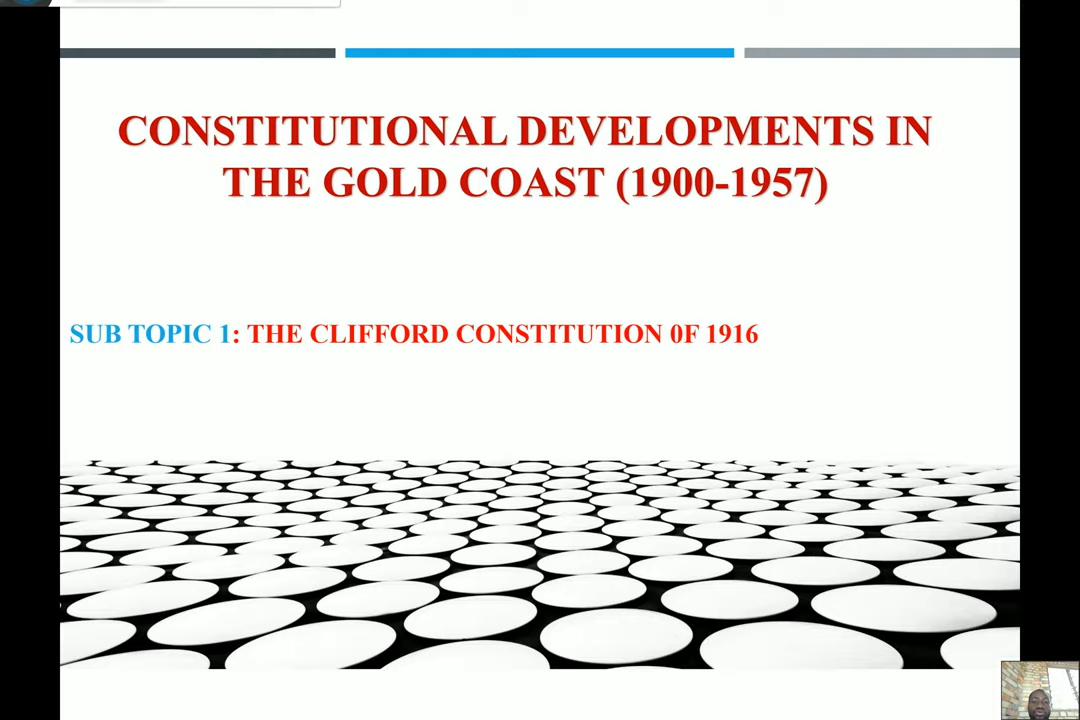 CONSTITUTIONAL DEVELOPMENTS IN
THE GOLD COAST (1900-1957)
SUB TOPIC 1: THE CLIFFORD CONSTITUTION 0F 1916